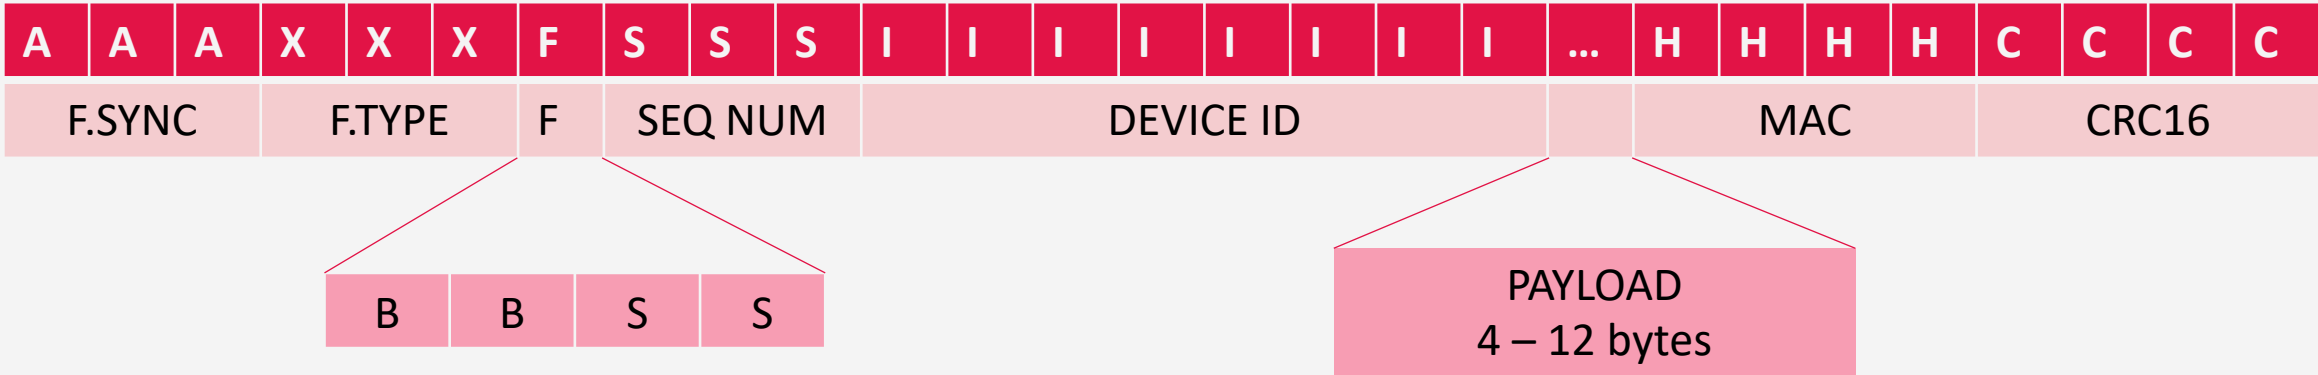 A A A X X X F S S S I I I I I I I I ... H H H H C C C C
F.SYNC F.TYPE F SEQ NUM DEVICE ID MAC CRC16
B B S S
PAYLOAD
4 – 12 bytes